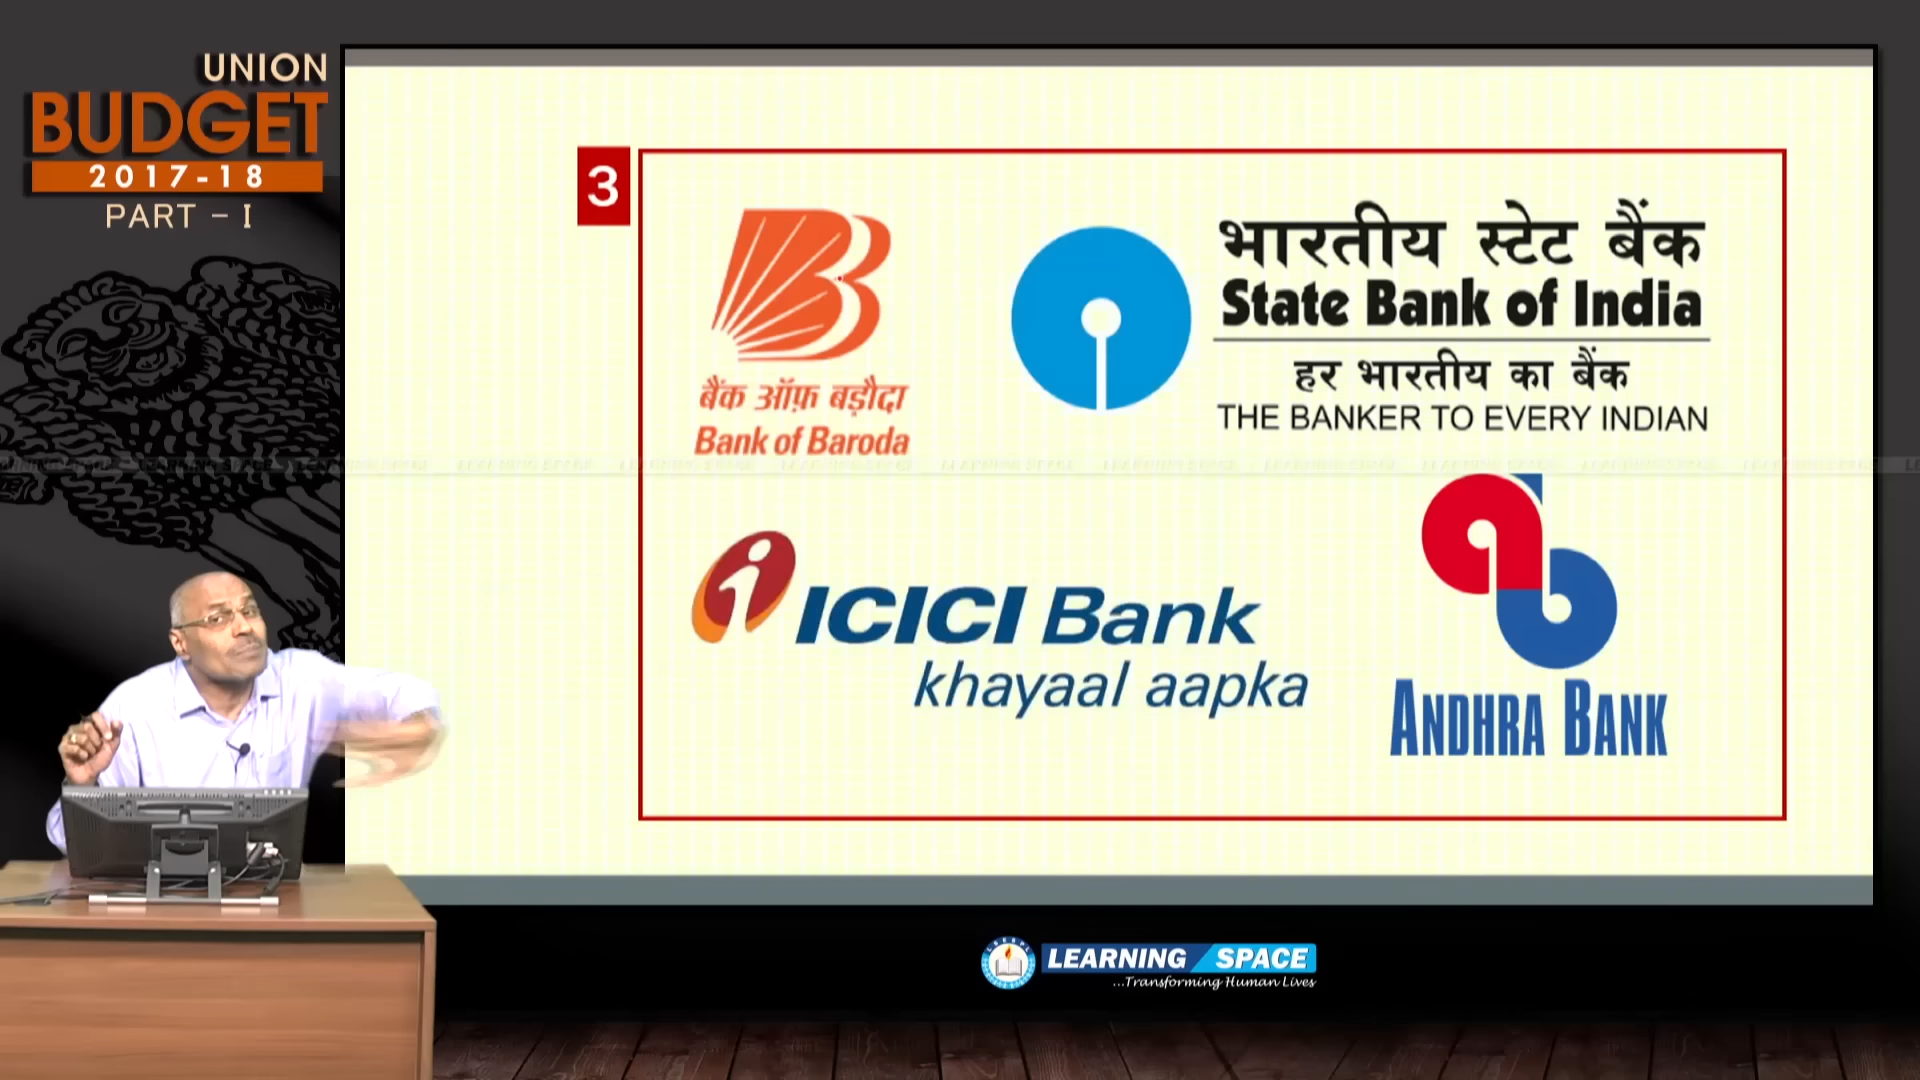 UNION
BUDGET
2017-18
PART – I
3
बैंक ऑफ़ बड़ौदा
Bank of Baroda
भारतीय स्टेट बैंक
State Bank of India
हर भारतीय का बैंक
THE BANKER TO EVERY INDIAN
ICICI Bank
khayaal aapka
ANDHRA BANK
LEARNING SPACE
...Transforming Human Lives